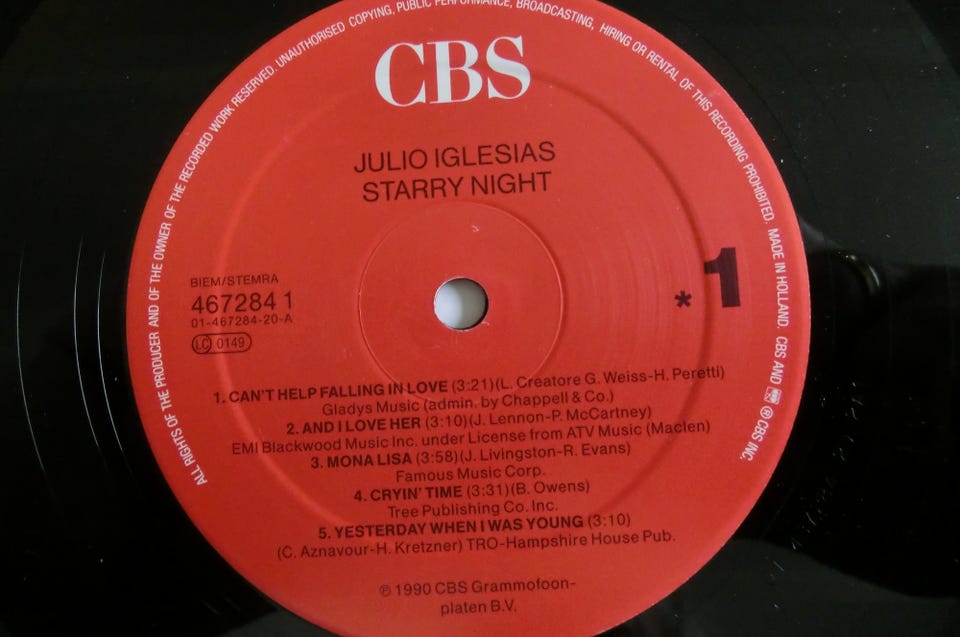 ALL RIGHTS OF THE PRODUCER AND OF THE OWNER OF THE RECORDED WORK RESERVED. UNAUTHORISED COPYING, PUBLIC PERFORMANCE, BROADCASTING, HIRING OR RENTAL OF THIS RECORDING PROHIBITED. MADE IN HOLLAND. CBS AND ® CBS INC.
CBS
JULIO IGLESIAS
STARRY NIGHT
BIEM/STEMRA
467284 1
01-467284-20-A
LC 0149
* 1
1. CAN'T HELP FALLING IN LOVE (3:21)(L. Creatore G. Weiss-H. Peretti)
Gladys Music (admin. by Chappell & Co.)
2. AND I LOVE HER (3:10)(J. Lennon-P. McCartney)
EMI Blackwood Music Inc. under License from ATV Music (Maclen)
3. MONA LISA (3:58)(J. Livingston-R. Evans)
Famous Music Corp.
4. CRYIN' TIME (3:31)(B. Owens)
Tree Publishing Co. Inc.
5. YESTERDAY WHEN I WAS YOUNG (3:10)
(C. Aznavour-H. Kretzner) TRO-Hampshire House Pub.
℗ 1990 CBS Grammofoon-
platen B.V.